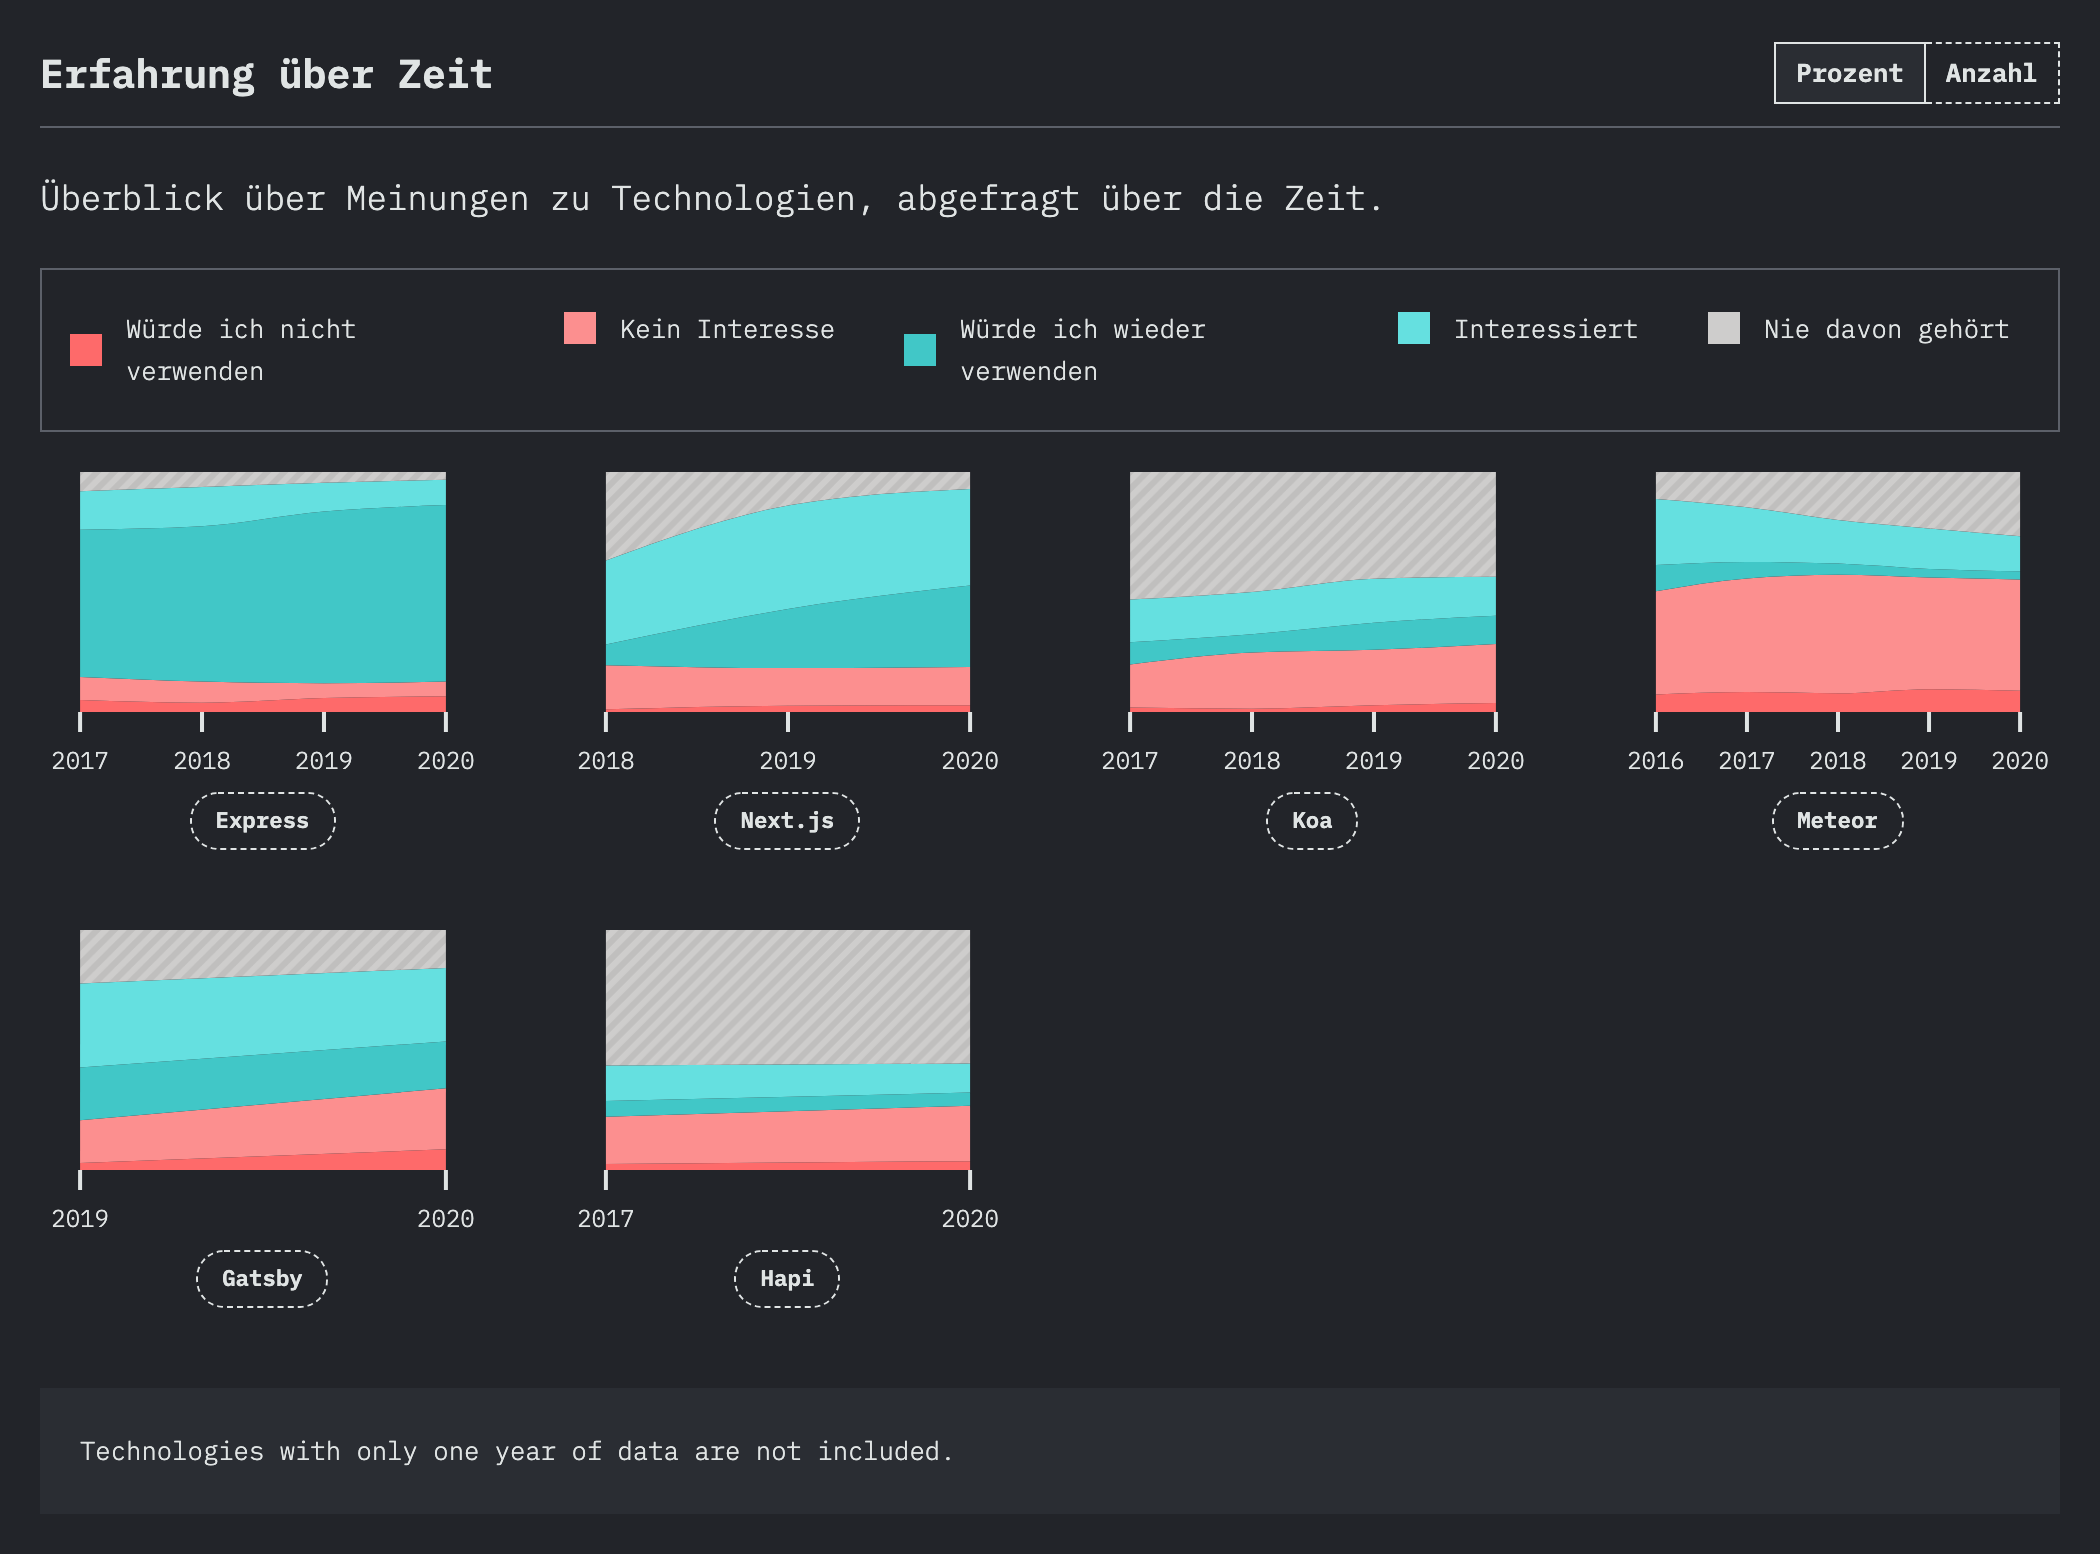 Erfahrung über Zeit
Prozent
Anzahl
Überblick über Meinungen zu Technologien, abgefragt über die Zeit.
Würde ich nicht
verwenden
Kein Interesse
Würde ich wieder
verwenden
Interessiert
Nie davon gehört
2017 2018 2019 2020
Express
2018 2019 2020
Next.js
2017 2018 2019 2020
Koa
2016 2017 2018 2019 2020
Meteor
2019 2020
Gatsby
2017 2020
Hapi
Technologies with only one year of data are not included.